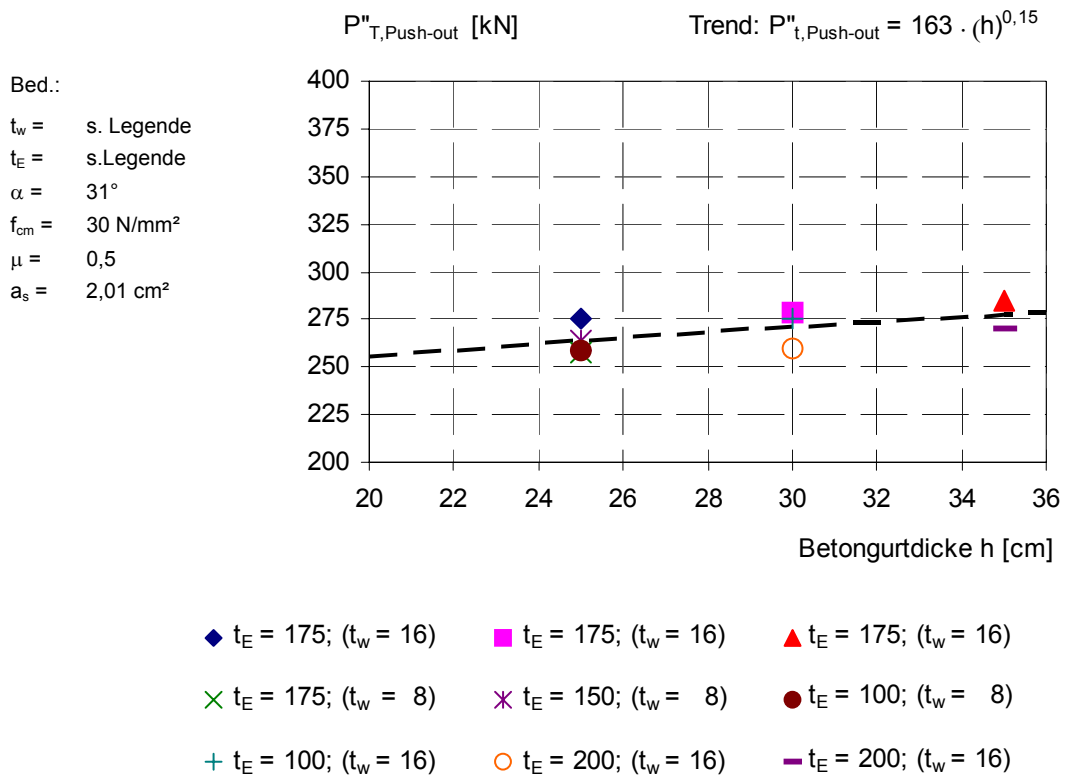 P"T,Push-out [kN]
Trend: P"t,Push-out = 163 · (h)^0,15
Bed.:
tw = s. Legende
tE = s.Legende
α = 31°
fcm = 30 N/mm²
μ = 0,5
as = 2,01 cm²
400
375
350
325
300
275
250
225
200
20 22 24 26 28 30 32 34 36
Betongurtdicke h [cm]
tE = 175; (tw = 16) tE = 175; (tw = 16) tE = 175; (tw = 16)
tE = 175; (tw = 8) tE = 150; (tw = 8) tE = 100; (tw = 8)
tE = 100; (tw = 16) tE = 200; (tw = 16) tE = 200; (tw = 16)